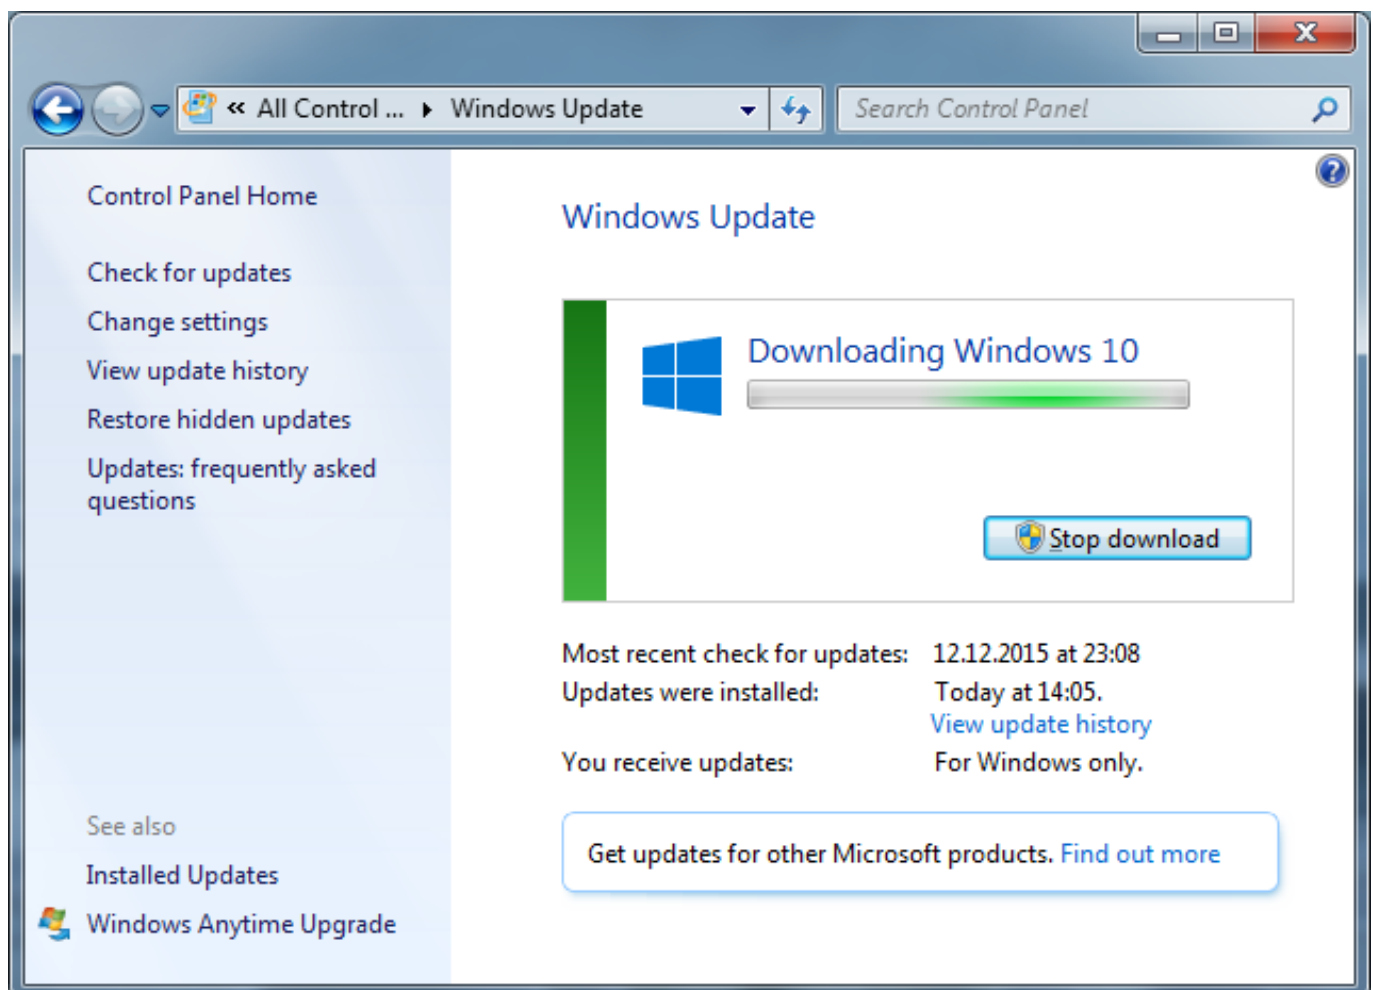 « All Control ... ▸ Windows Update
Search Control Panel
Control Panel Home
Check for updates
Change settings
View update history
Restore hidden updates
Updates: frequently asked
questions
See also
Installed Updates
Windows Anytime Upgrade
Windows Update
Downloading Windows 10
Stop download
Most recent check for updates: 12.12.2015 at 23:08
Updates were installed: Today at 14:05.
View update history
You receive updates: For Windows only.
Get updates for other Microsoft products. Find out more